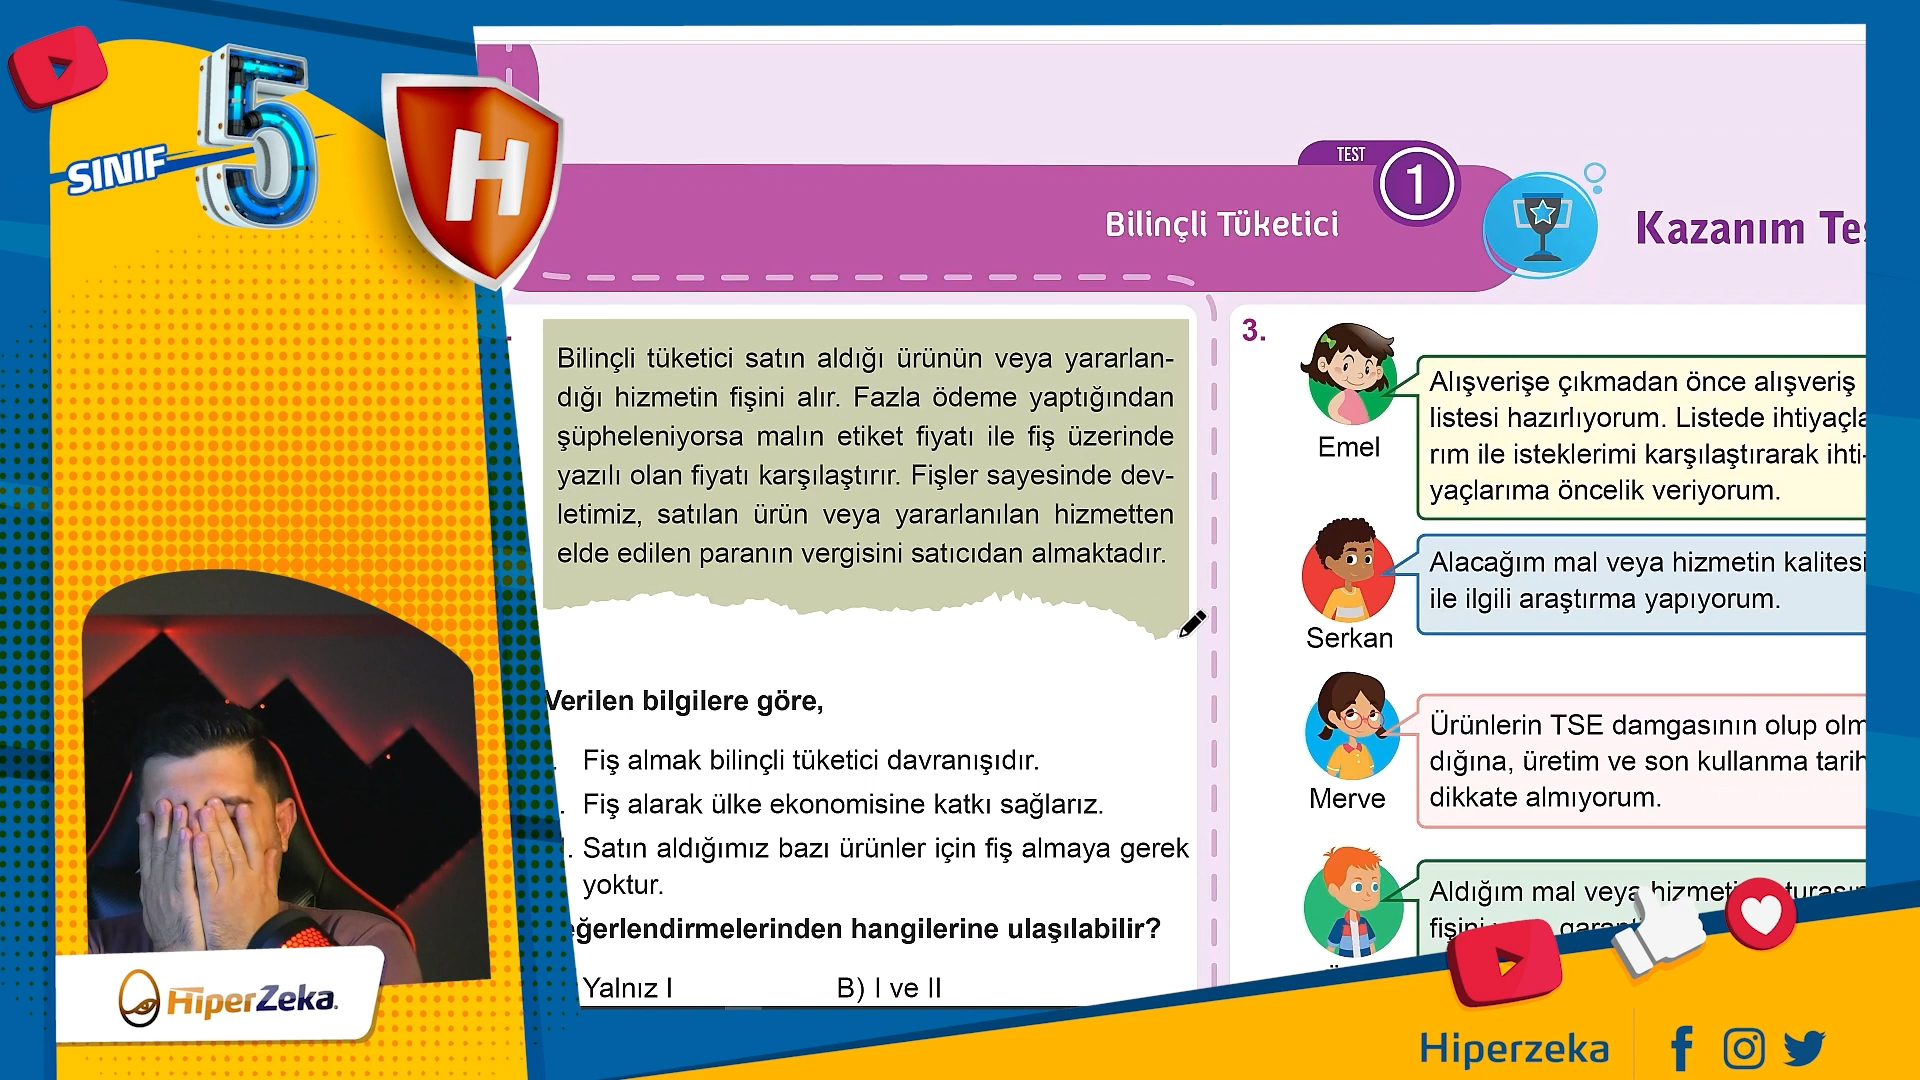 SINIF
5
H
TEST
1
Bilinçli Tüketici
Kazanım Te
Bilinçli tüketici satın aldığı ürünün veya yararlan-
dığı hizmetin fişini alır. Fazla ödeme yaptığından
şüpheleniyorsa malın etiket fiyatı ile fiş üzerinde
yazılı olan fiyatı karşılaştırır. Fişler sayesinde dev-
letimiz, satılan ürün veya yararlanılan hizmetten
elde edilen paranın vergisini satıcıdan almaktadır.
Verilen bilgilere göre,
Fiş almak bilinçli tüketici davranışıdır.
Fiş alarak ülke ekonomisine katkı sağlarız.
Satın aldığımız bazı ürünler için fiş almaya gerek
yoktur.
eğerlendirmelerinden hangilerine ulaşılabilir?
Yalnız I B) I ve II
3.
Emel
Alışverişe çıkmadan önce alışveriş
listesi hazırlıyorum. Listede ihtiyaçla
rım ile isteklerimi karşılaştırarak ihti-
yaçlarıma öncelik veriyorum.
Serkan
Alacağım mal veya hizmetin kalitesi
ile ilgili araştırma yapıyorum.
Merve
Ürünlerin TSE damgasının olup olm
dığına, üretim ve son kullanma tarih
dikkate almıyorum.
Aldığım mal veya hizmeti
fişini
HiperZeka.
Hiperzeka